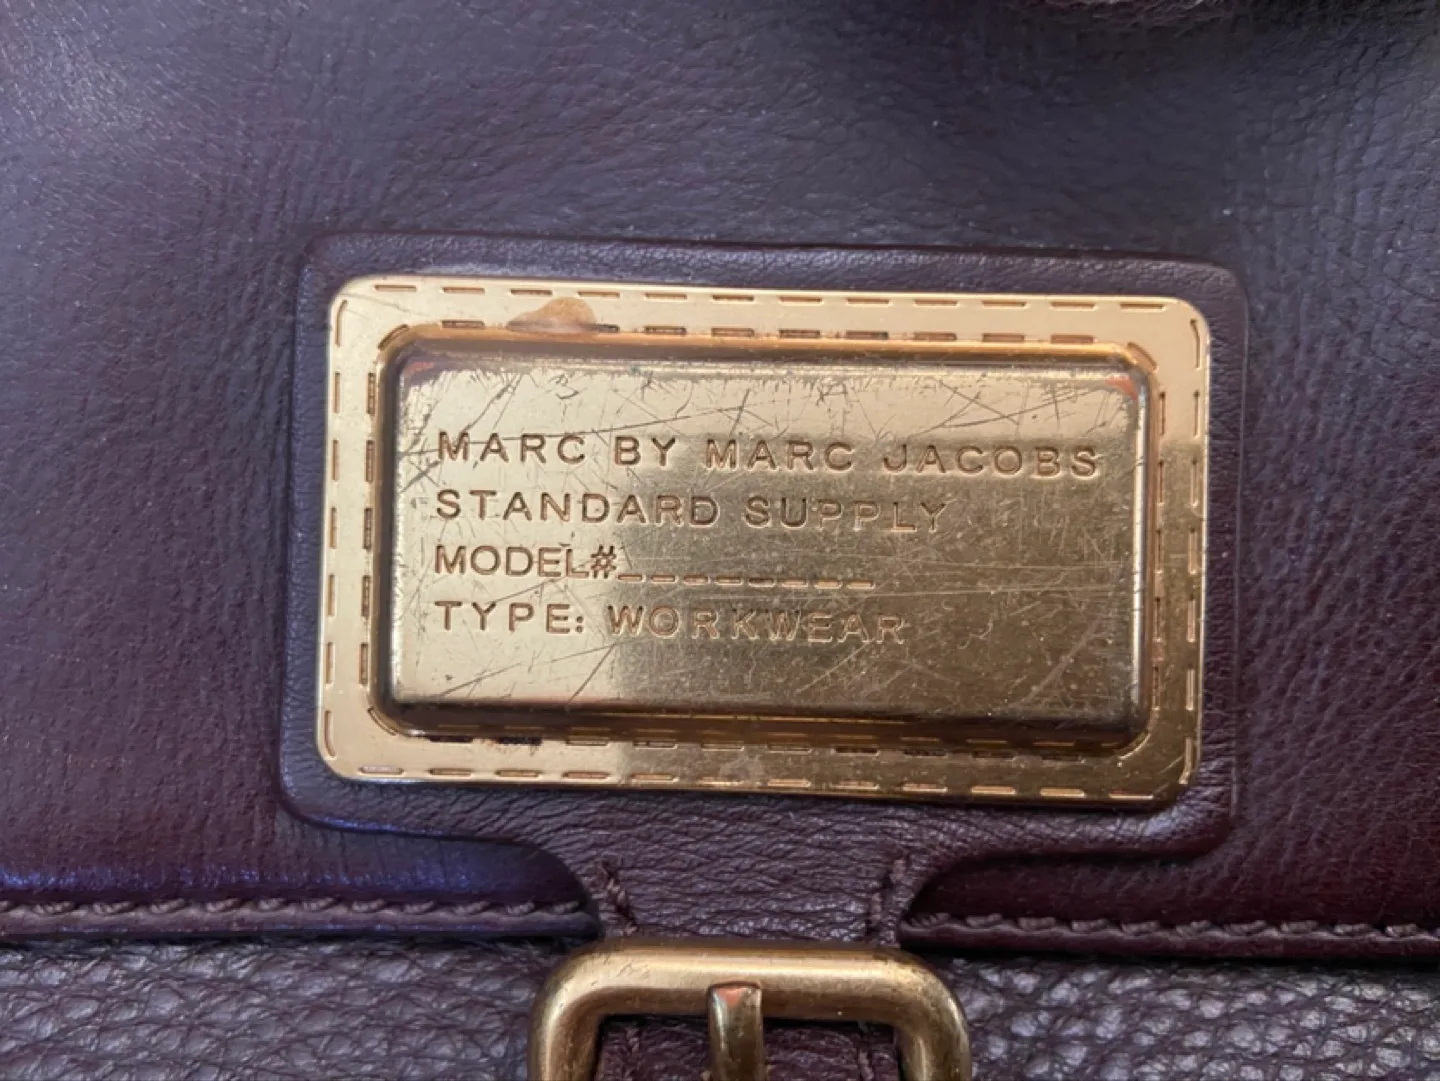 MARC BY MARC JACOBS
STANDARD SUPPLY
MODEL#_________
TYPE: WORKWEAR